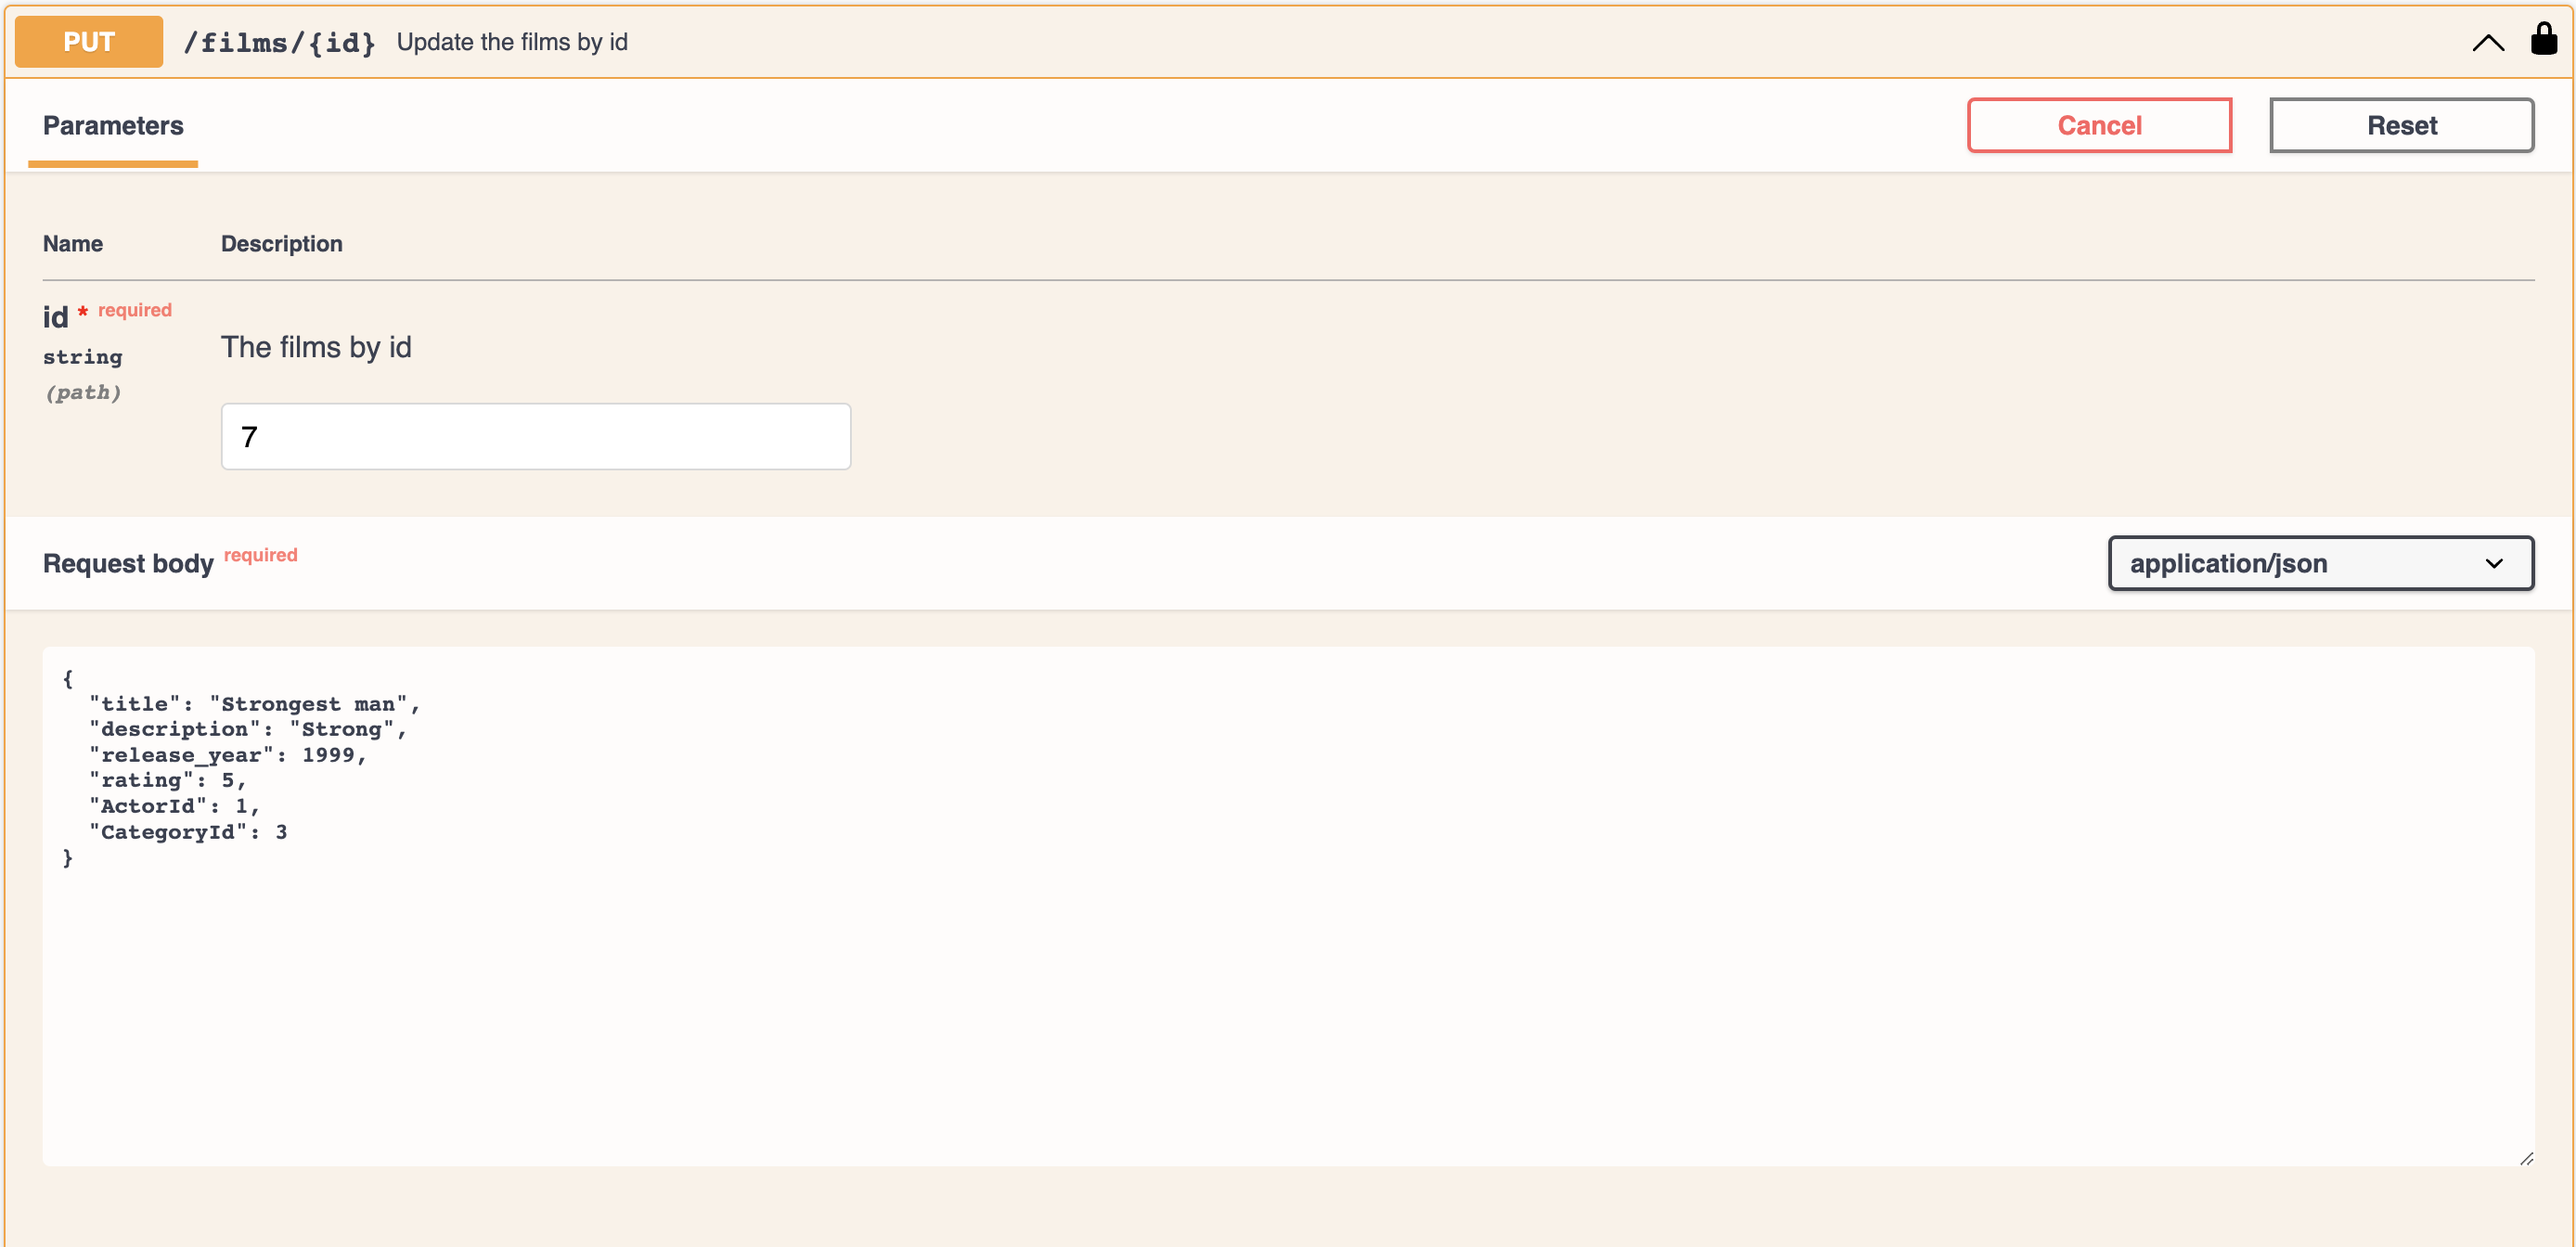 PUT /films/{id} Update the films by id
Parameters
Cancel
Reset
Name Description
id * required
string
(path)
The films by id
7
Request body required
application/json
{
  "title": "Strongest man",
  "description": "Strong",
  "release_year": 1999,
  "rating": 5,
  "ActorId": 1,
  "CategoryId": 3
}